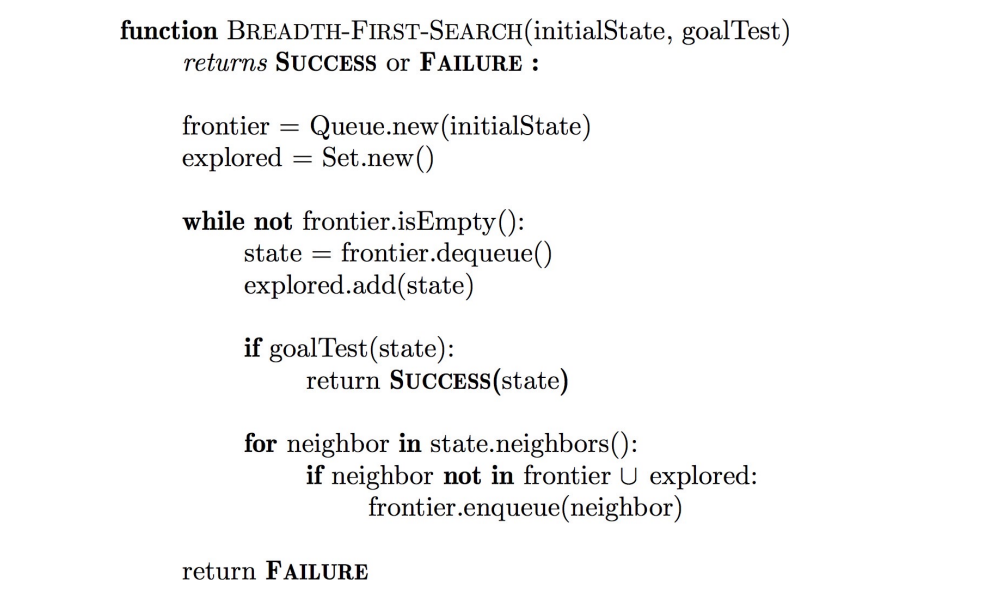 function BREADTH-FIRST-SEARCH(initialState, goalTest)
returns SUCCESS or FAILURE :
frontier = Queue.new(initialState)
explored = Set.new()
while not frontier.isEmpty():
state = frontier.dequeue()
explored.add(state)
if goalTest(state):
return SUCCESS(state)
for neighbor in state.neighbors():
if neighbor not in frontier ∪ explored:
frontier.enqueue(neighbor)
return FAILURE